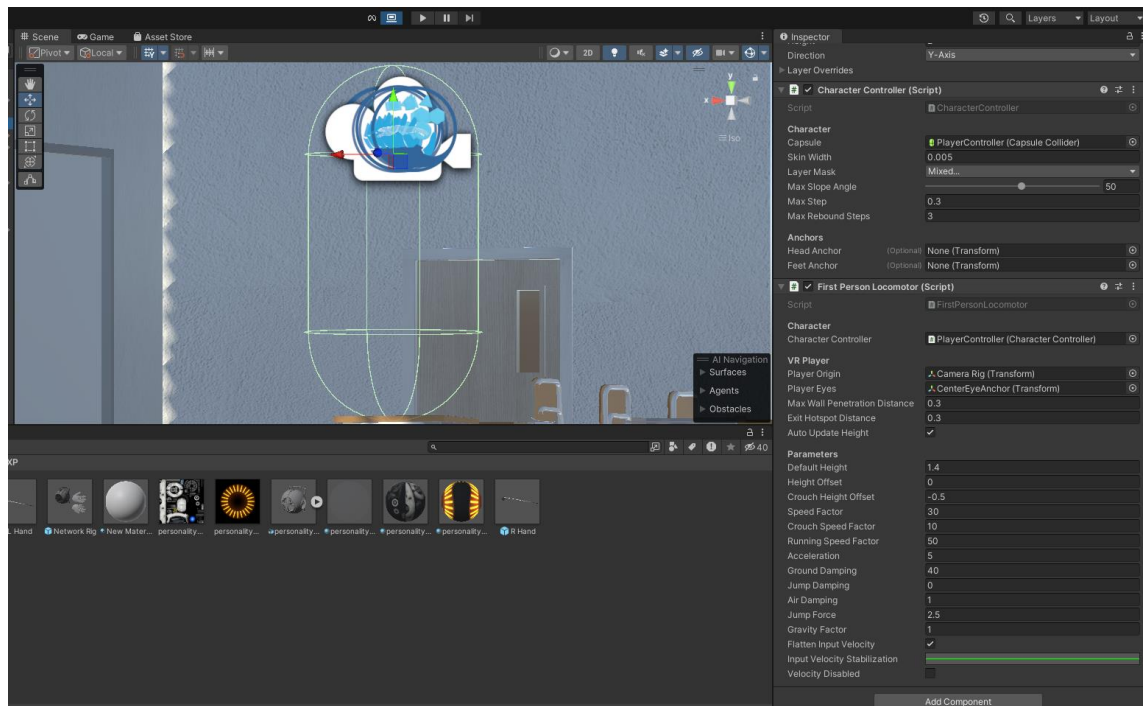 Layers
Layout
Scene
Game
Asset Store
Inspector
Pivot
Local
2D
Direction
Y-Axis
Layer Overrides
y
x
Iso
Character Controller (Script)
Script
CharacterController
Character
Capsule
PlayerController (Capsule Collider)
Skin Width
0.005
Layer Mask
Mixed...
Max Slope Angle
50
Max Step
0.3
Max Rebound Steps
3
Anchors
Head Anchor
(Optional)
None (Transform)
Feet Anchor
(Optional)
None (Transform)
First Person Locomotor (Script)
Script
FirstPersonLocomotor
Character
Character Controller
PlayerController (Character Controller)
VR Player
Player Origin
Camera Rig (Transform)
Player Eyes
CenterEyeAnchor (Transform)
Max Wall Penetration Distance
0.3
Exit Hotspot Distance
0.3
Auto Update Height
AI Navigation
Surfaces
Agents
Obstacles
40
XP
Parameters
Default Height
1.4
Height Offset
0
Crouch Height Offset
-0.5
Speed Factor
30
Crouch Speed Factor
10
Running Speed Factor
50
Acceleration
5
Ground Damping
40
Jump Damping
0
Air Damping
1
Jump Force
2.5
Gravity Factor
1
Flatten Input Velocity
Input Velocity Stabilization
Velocity Disabled
L Hand
Network Rig
New Mater...
personality...
personality...
personality...
personality...
personality...
personality...
R Hand
Add Component